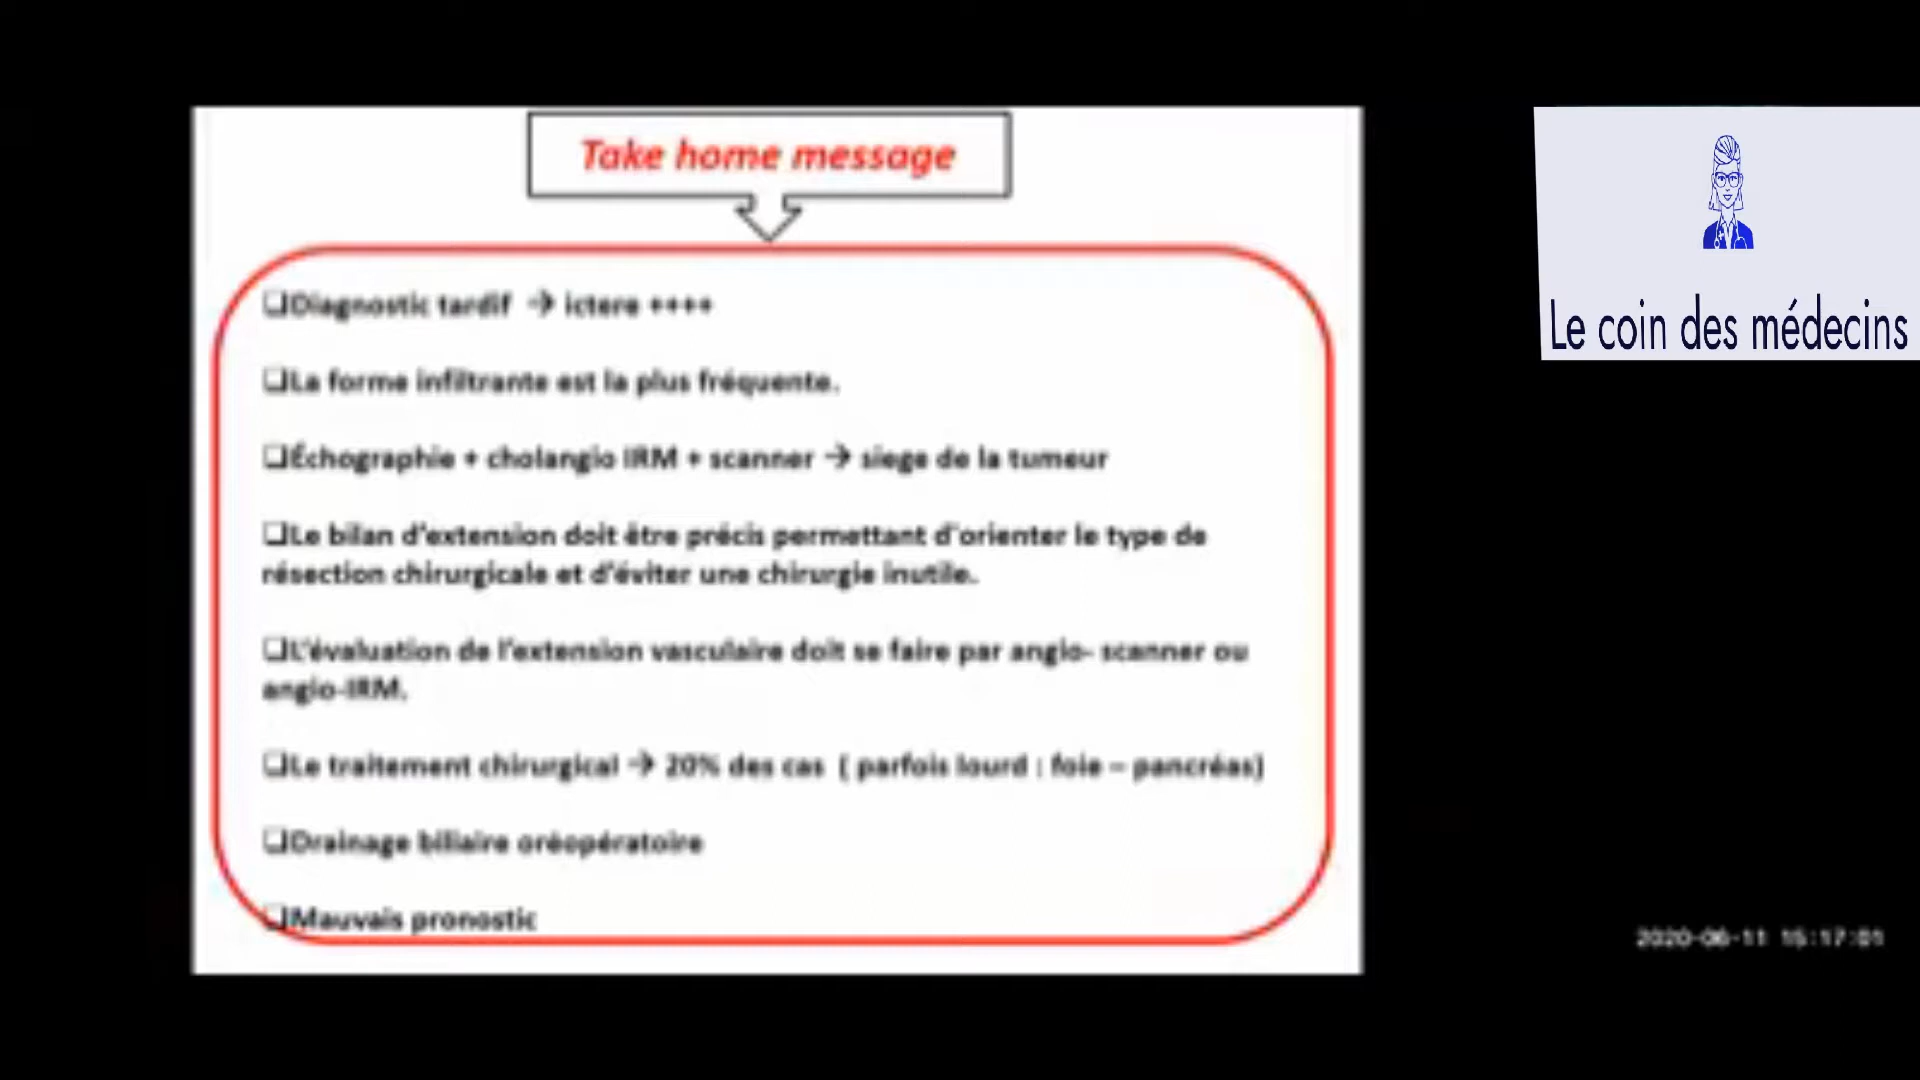 Take home message
❑Diagnostic tardif → ictere ++++
❑La forme infiltrante est la plus fréquente.
❑Échographie + cholangio IRM + scanner → siege de la tumeur
❑Le bilan d'extension doit être précis permettant d'orienter le type de
résection chirurgicale et d'éviter une chirurgie inutile.
❑L'évaluation de l'extension vasculaire doit se faire par angio- scanner ou
angio-IRM.
❑Le traitement chirurgical → 20% des cas ( parfois lourd : foie – pancréas)
❑Drainage biliaire oréopératoire
❑Mauvais pronostic
Le coin des médecins
2020-06-11 15:17:01